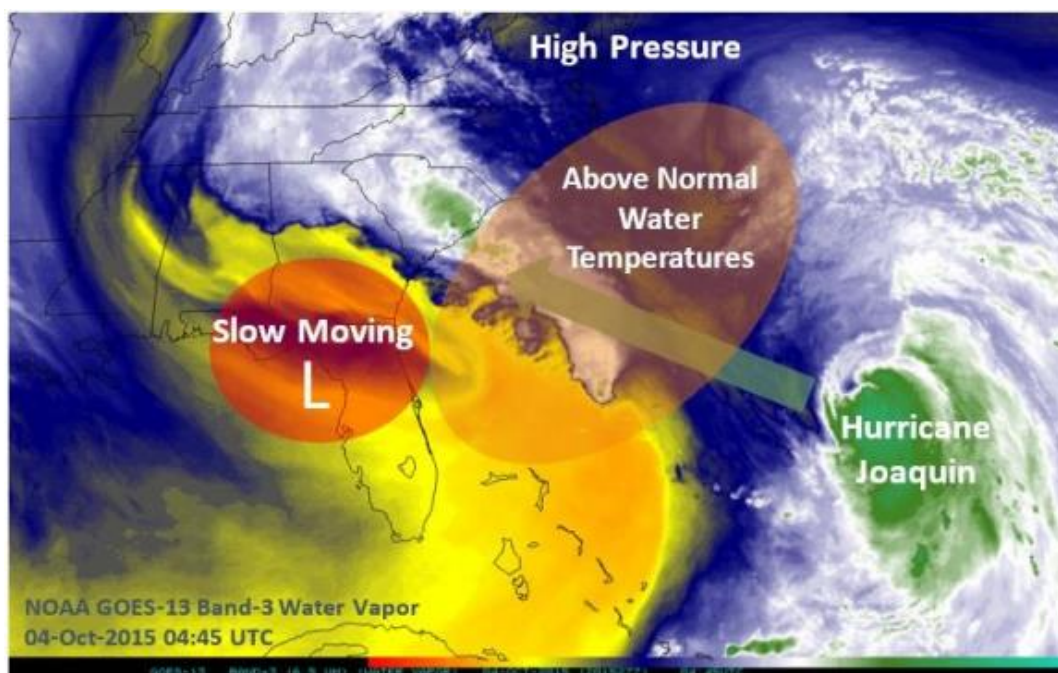 High Pressure
Above Normal
Water
Temperatures
Slow Moving
L
Hurricane
Joaquin
NOAA GOES-13 Band-3 Water Vapor
04-Oct-2015 04:45 UTC